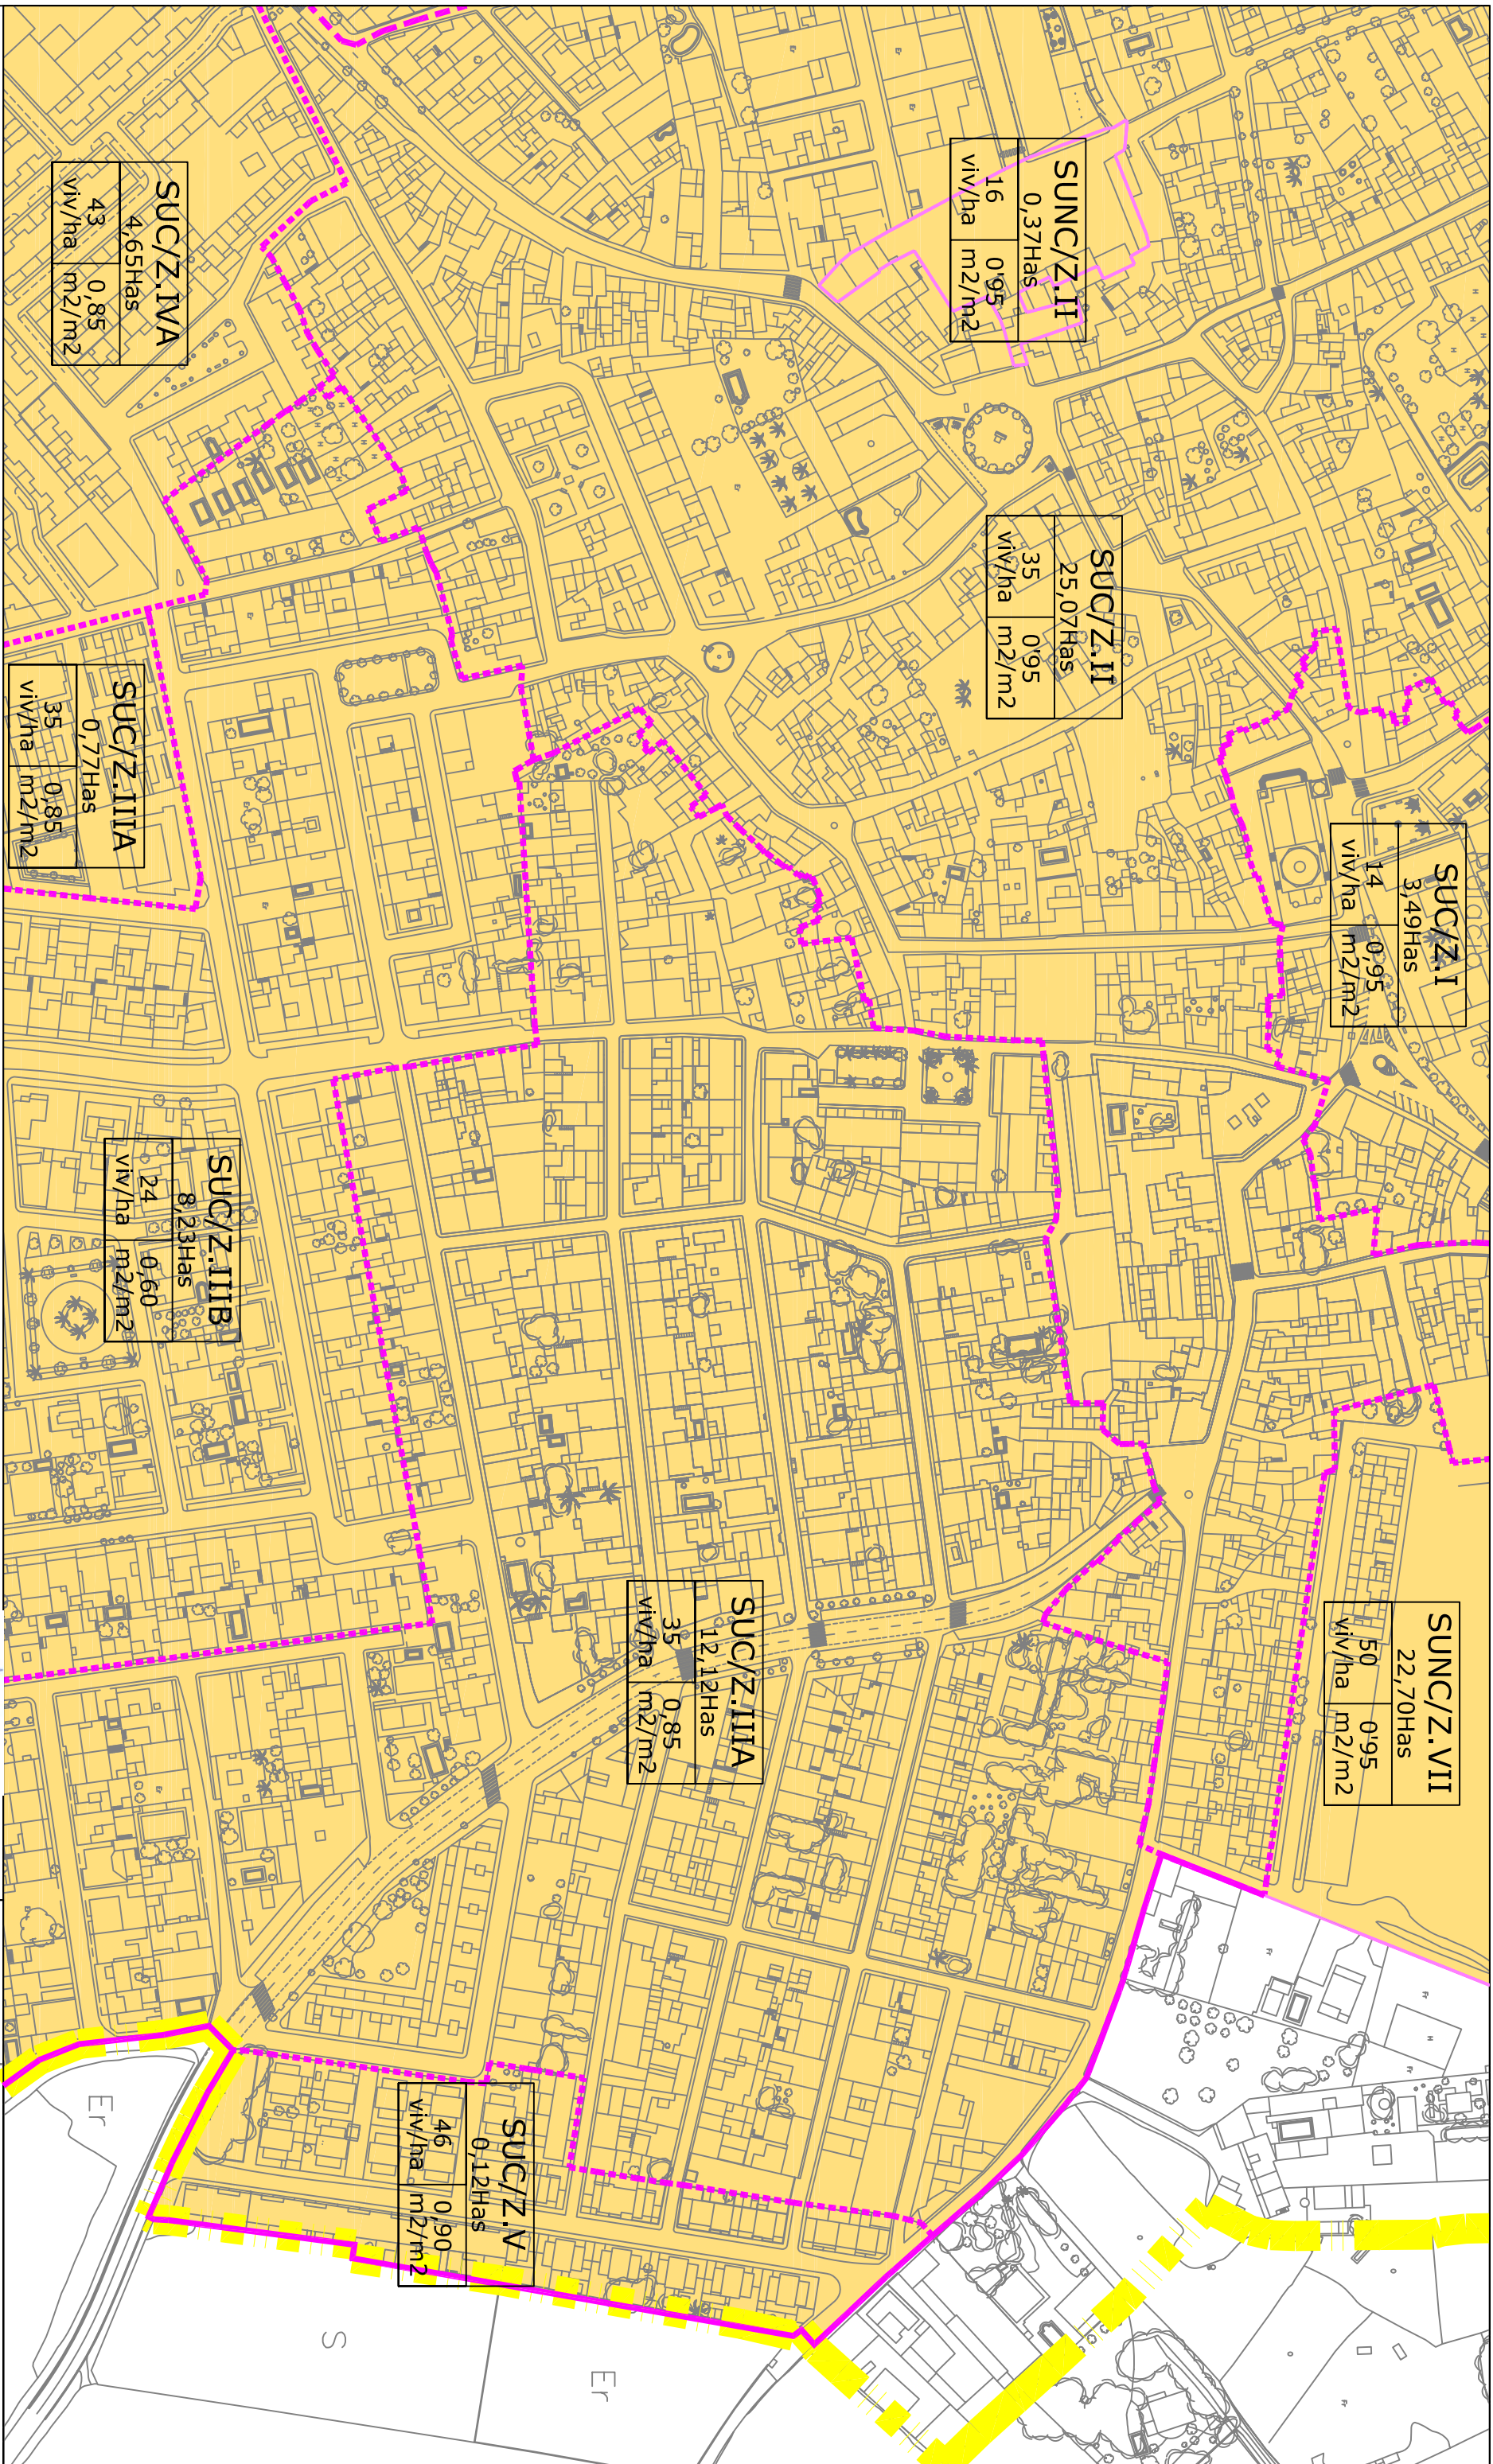 SUNC/Z.II
0,37Has
16 0'95
viv/ha m2/m2
SUC/Z.IVA
4,65Has
43 0,85
viv/ha m2/m2
SUC/Z.II
25,07Has
35 0'95
viv/ha m2/m2
SUC/Z.I
3,49Has
14 0,95
viv/ha m2/m2
SUC/Z.IIIA
0,77Has
35 0,85
viv/ha m2/m2
SUC/Z.IIIB
8,23Has
24 0,60
viv/ha m2/m2
SUNC/Z.VII
22,70Has
50 0'95
viv/ha m2/m2
SUC/Z.IIIA
12,12Has
35 0,85
viv/ha m2/m2
SUC/Z.V
0,12Has
46 0,90
viv/ha m2/m2
Er
S
Er